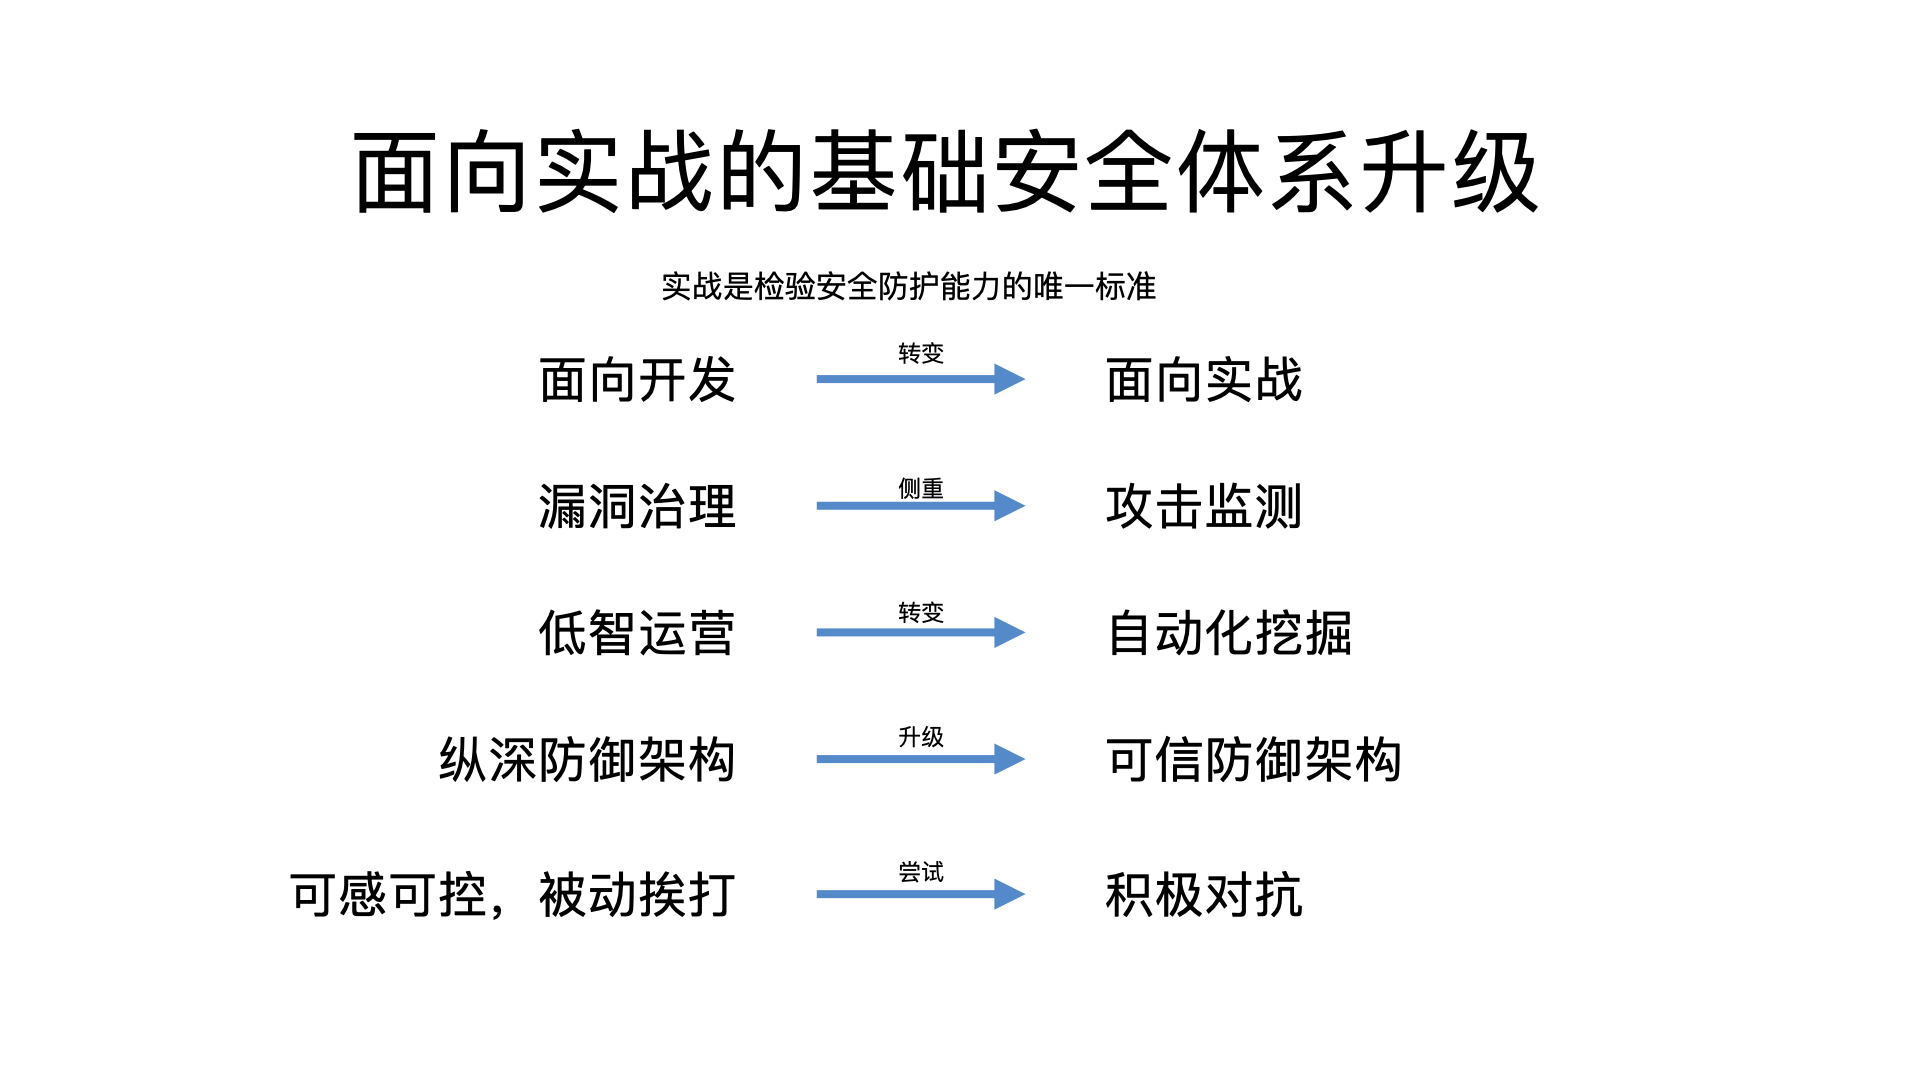 面向实战的基础安全体系升级
实战是检验安全防护能力的唯一标准
面向开发 转变 面向实战
漏洞治理 侧重 攻击监测
低智运营 转变 自动化挖掘
纵深防御架构 升级 可信防御架构
可感可控，被动挨打 尝试 积极对抗